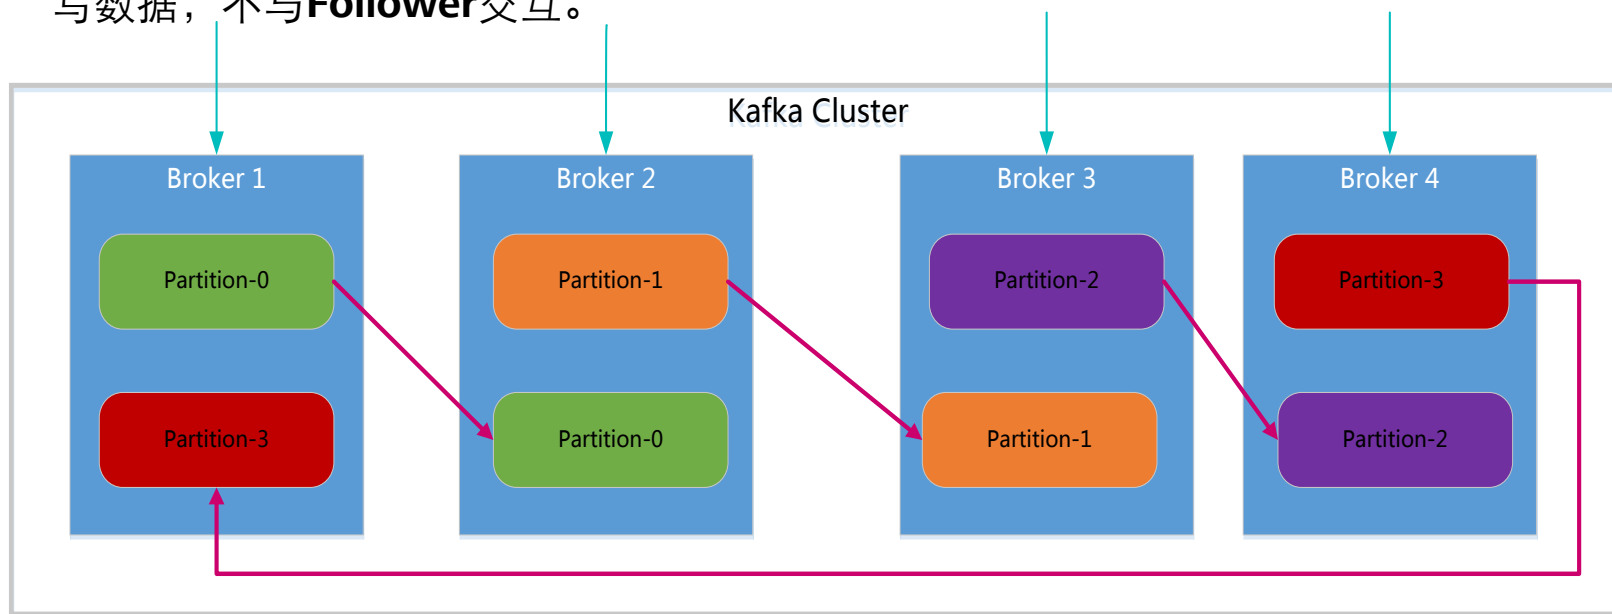 写数据，不与Follower交互。
Kafka Cluster
Broker 1
Broker 2
Broker 3
Broker 4
Partition-0
Partition-1
Partition-2
Partition-3
Partition-3
Partition-0
Partition-1
Partition-2